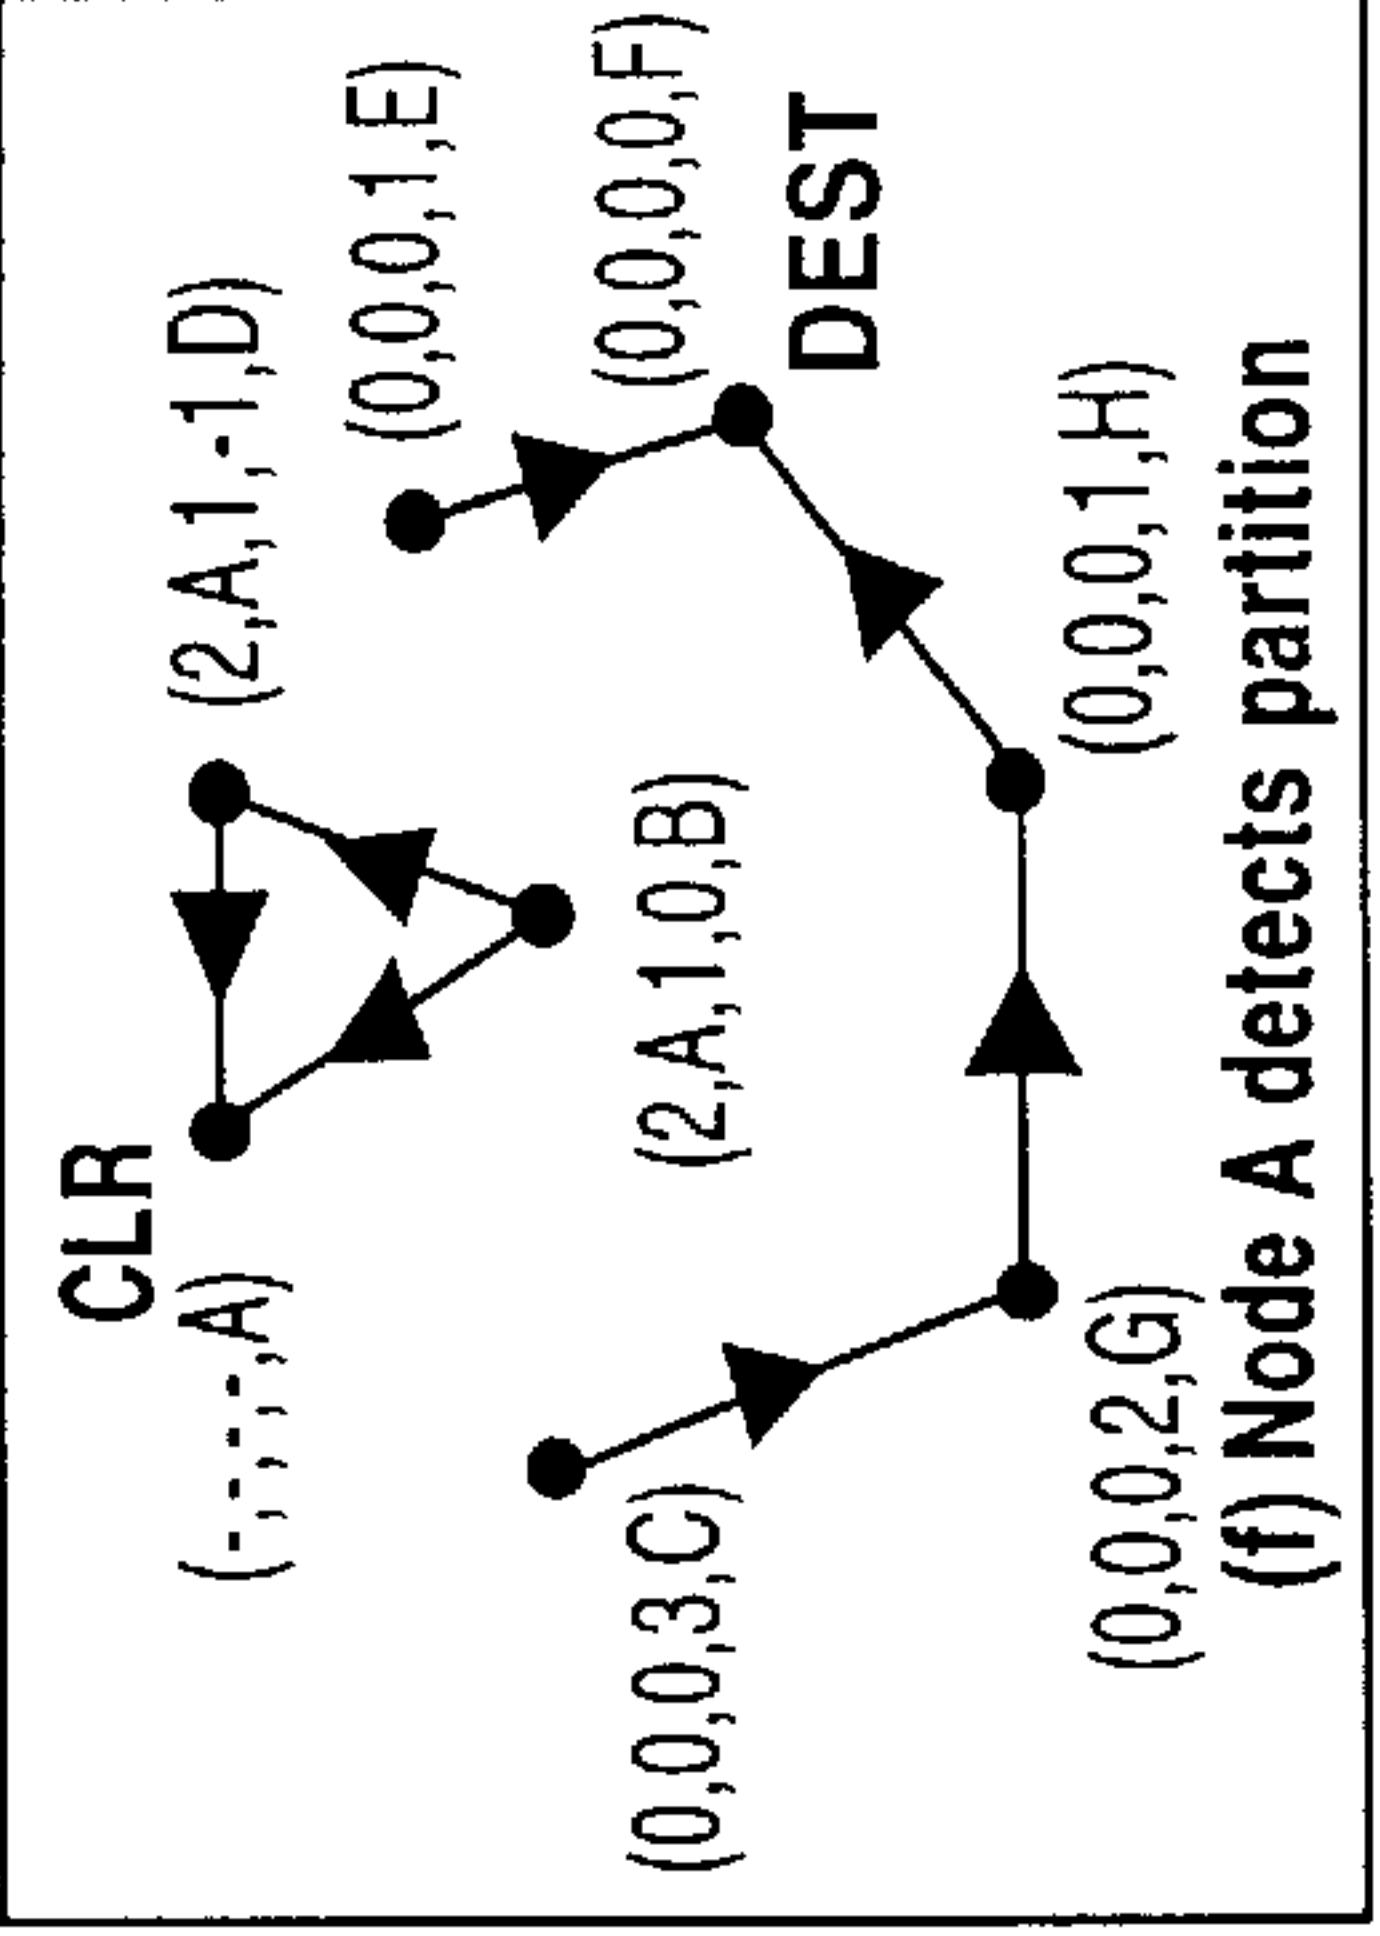 CLR
(-,-,-,-,A)
(2,A,1,-1,D)
(0,0,0,1,E)
(0,0,0,3,C)
(2,A,1,0,B)
(0,0,0,0,F)
DEST
(0,0,0,2,G)
(0,0,0,1,H)
(f) Node A detects partition